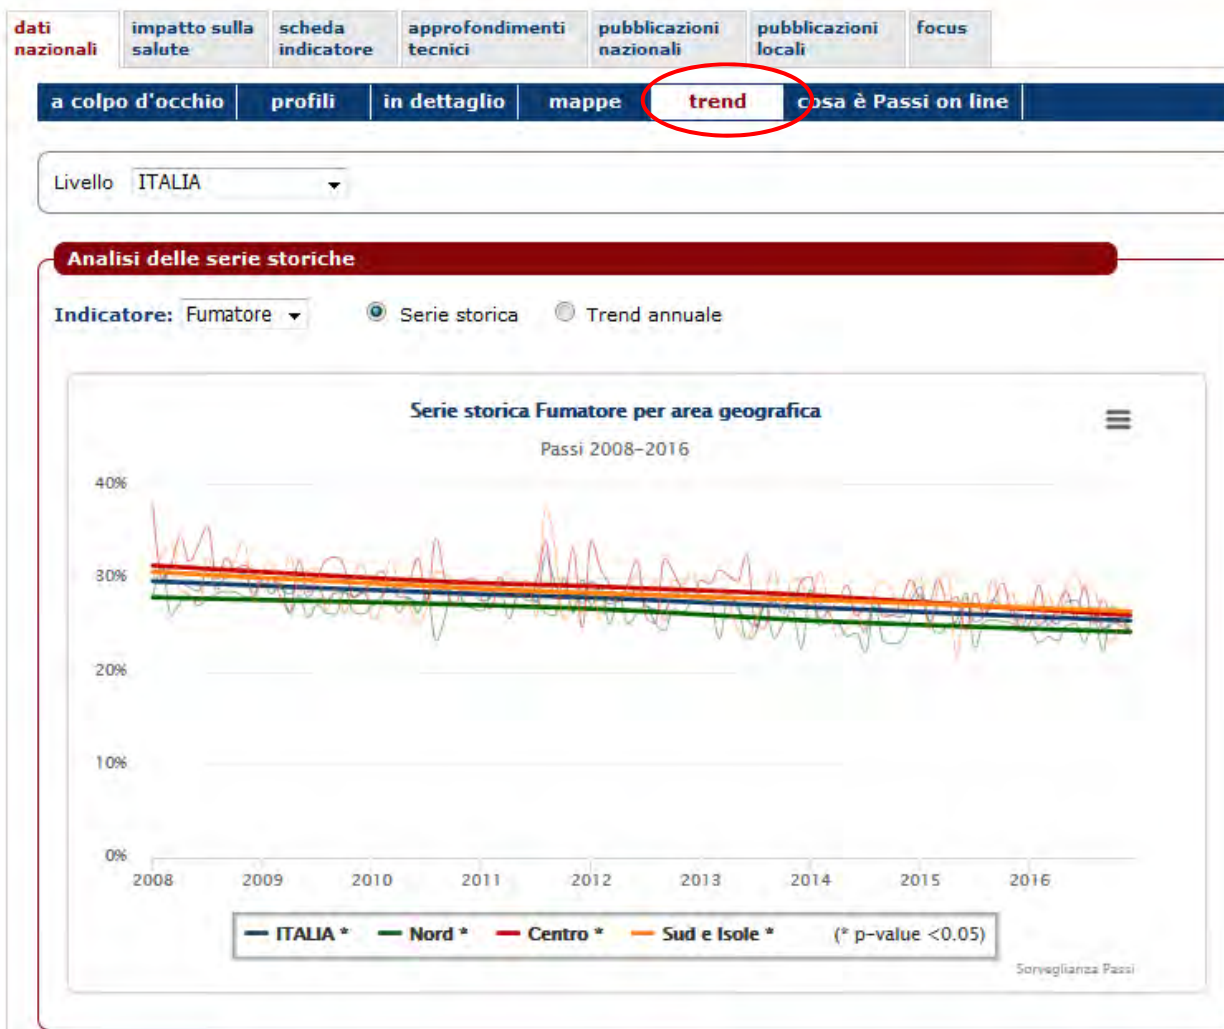 dati nazionali
impatto sulla salute
scheda indicatore
approfondimenti tecnici
pubblicazioni nazionali
pubblicazioni locali
focus
a colpo d'occhio
profili
in dettaglio
mappe
trend
cosa è Passi on line
Livello ITALIA
Analisi delle serie storiche
Indicatore: Fumatore Serie storica Trend annuale
Serie storica Fumatore per area geografica
Passi 2008-2016
40%
30%
20%
10%
0%
2008 2009 2010 2011 2012 2013 2014 2015 2016
ITALIA * Nord * Centro * Sud e Isole * (* p-value <0.05)
Sorveglianza Passi